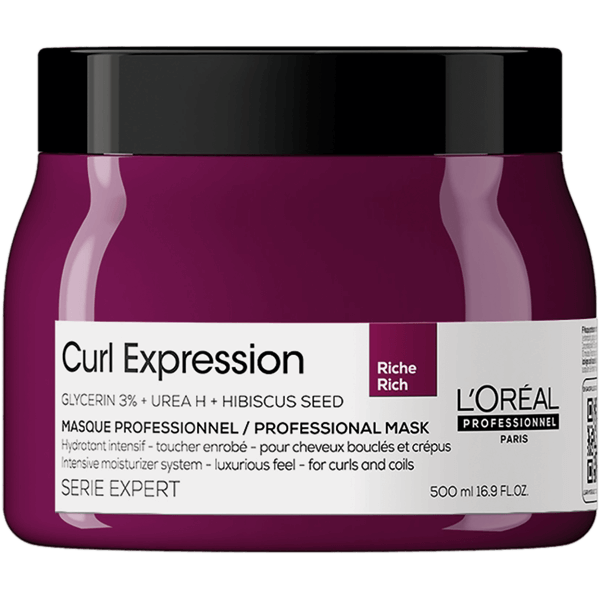 Curl Expression
Riche
Rich
GLYCERIN 3% + UREA H + HIBISCUS SEED
MASQUE PROFESSIONNEL / PROFESSIONAL MASK
Hydratant intensif - toucher enrobé - pour cheveux bouclés et crépus
Intensive moisturizer system - luxurious feel - for curls and coils
SERIE EXPERT
500 ml 16.9 FL.OZ.
L'ORÉAL
PROFESSIONNEL
PARIS